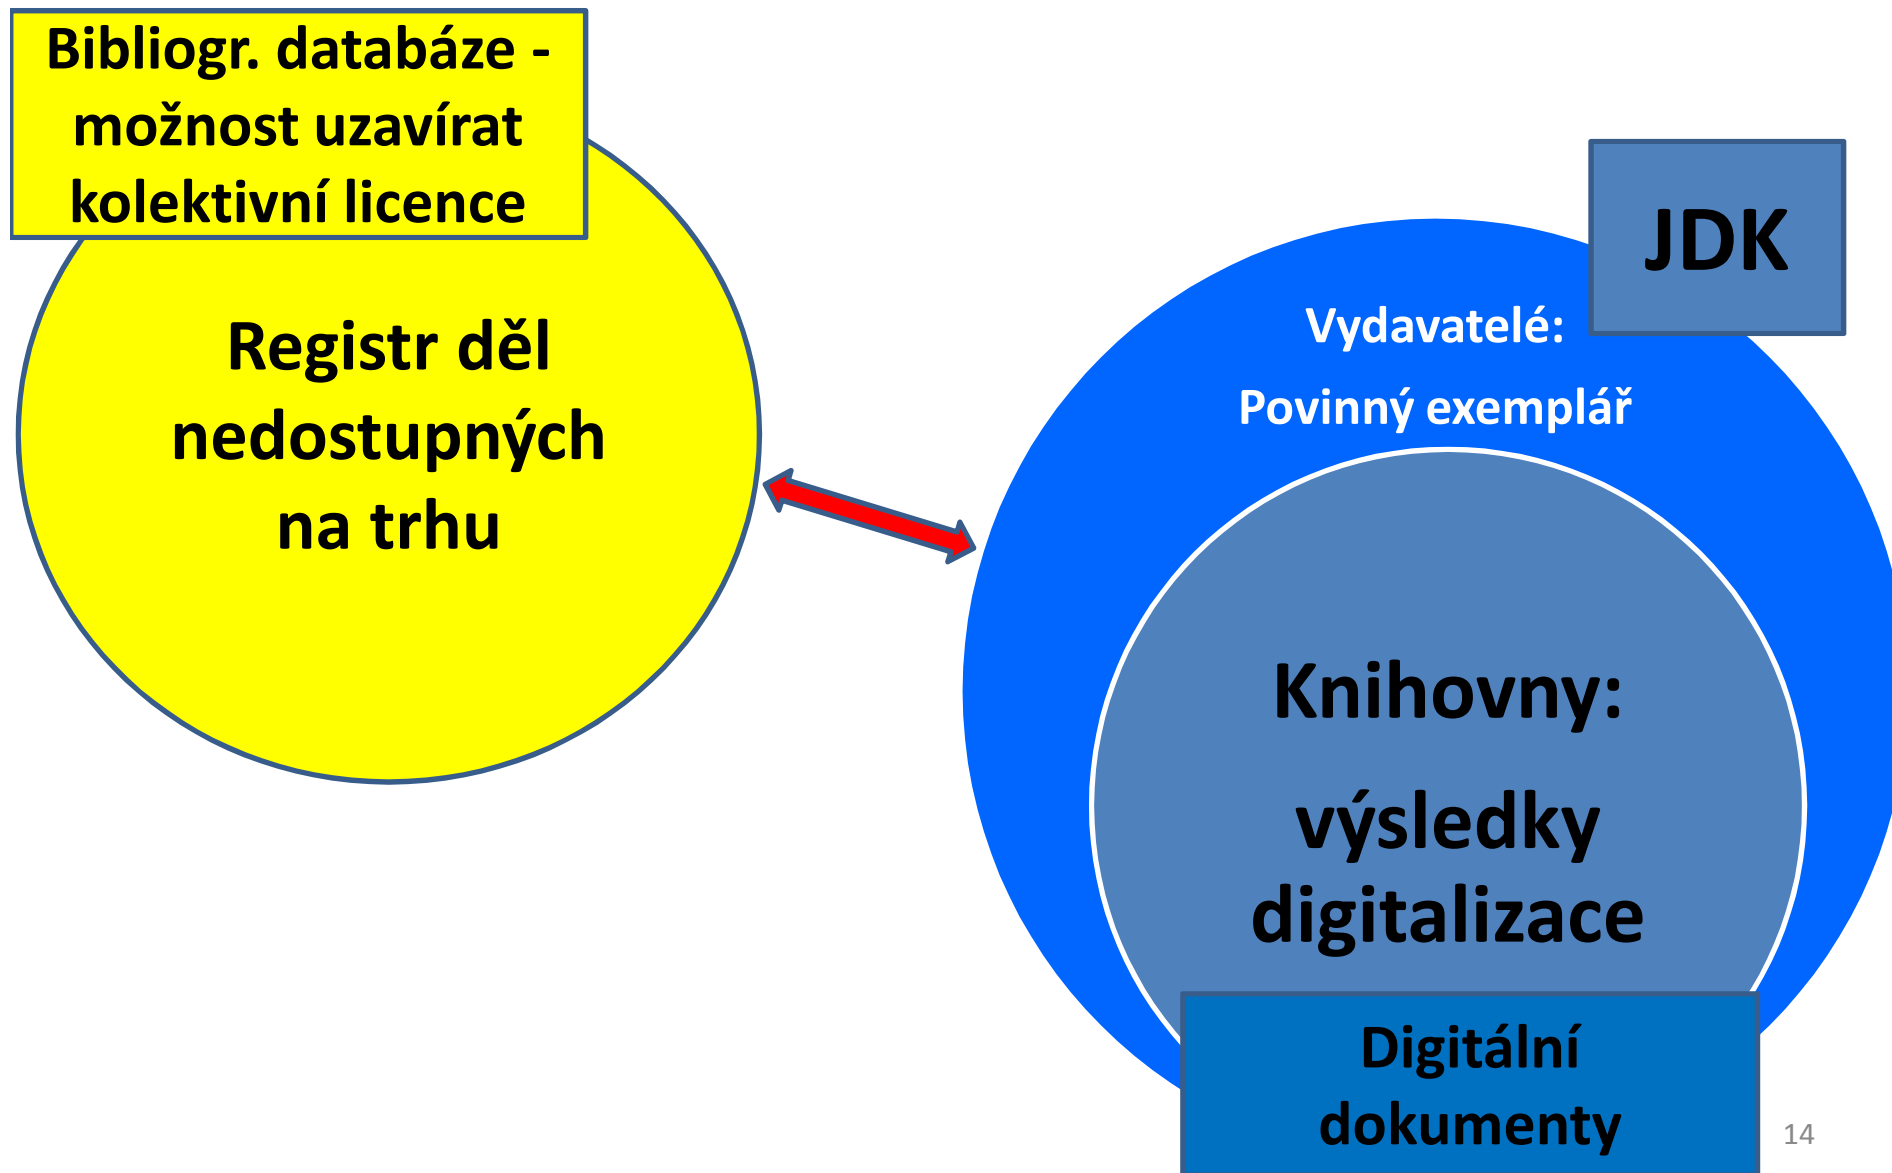 Bibliogr. databáze -
možnost uzavírat
kolektivní licence
Registr děl
nedostupných
na trhu
JDK
Vydavatelé:
Povinný exemplář
Knihovny:
výsledky
digitalizace
Digitální
dokumenty
14